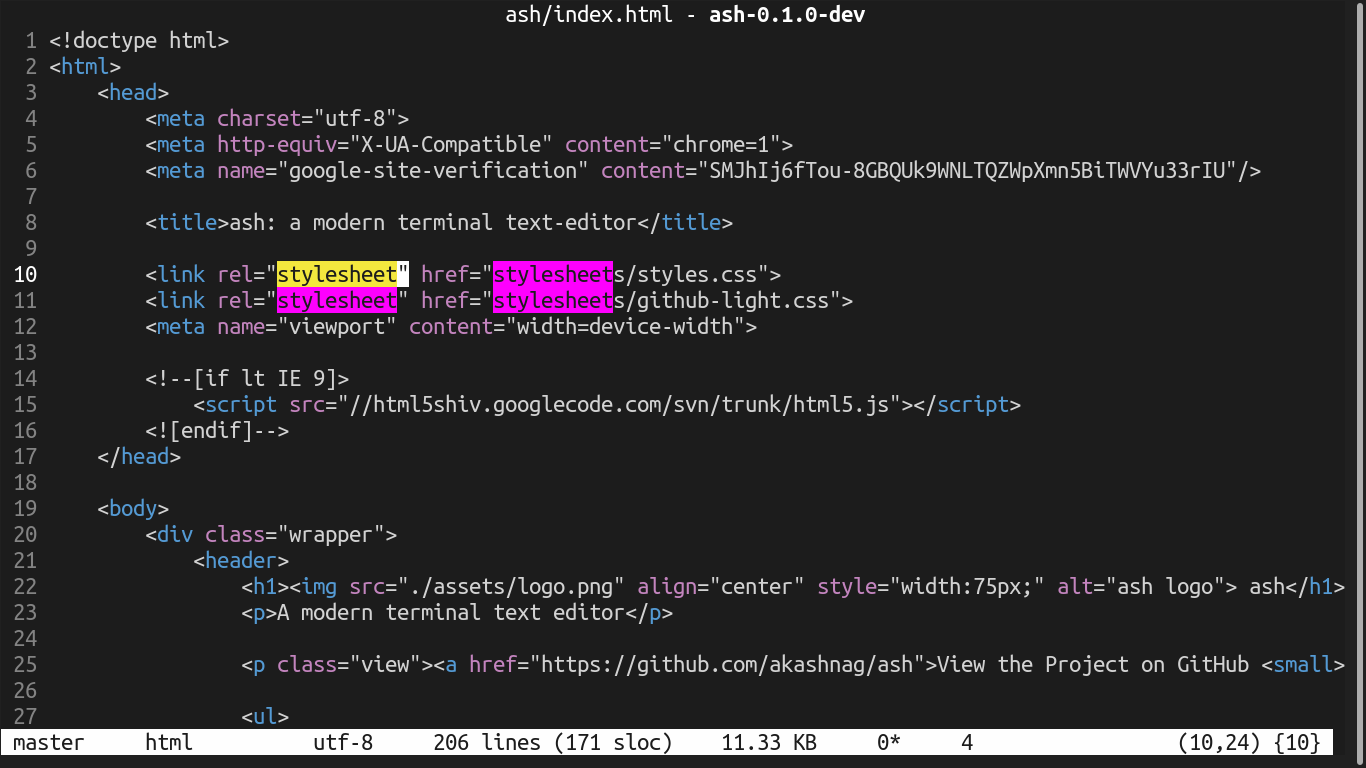 ash/index.html - ash-0.1.0-dev
1 <!doctype html>
2 <html>
3     <head>
4         <meta charset="utf-8">
5         <meta http-equiv="X-UA-Compatible" content="chrome=1">
6         <meta name="google-site-verification" content="SMJhIj6fTou-8GBQUk9WNLTQZWpXmn5BiTWVYu33rIU"/>
7
8         <title>ash: a modern terminal text-editor</title>
9
10         <link rel="stylesheet" href="stylesheets/styles.css">
11         <link rel="stylesheet" href="stylesheets/github-light.css">
12         <meta name="viewport" content="width=device-width">
13
14         <!--[if lt IE 9]>
15             <script src="//html5shiv.googlecode.com/svn/trunk/html5.js"></script>
16         <![endif]-->
17     </head>
18
19     <body>
20         <div class="wrapper">
21             <header>
22                 <h1><img src="./assets/logo.png" align="center" style="width:75px;" alt="ash logo"> ash</h1>
23                 <p>A modern terminal text editor</p>
24
25                 <p class="view"><a href="https://github.com/akashnag/ash">View the Project on GitHub <small>
26
27                 <ul>
master     html          utf-8     206 lines (171 sloc)    11.33 KB     0*     4                 (10,24) {10}